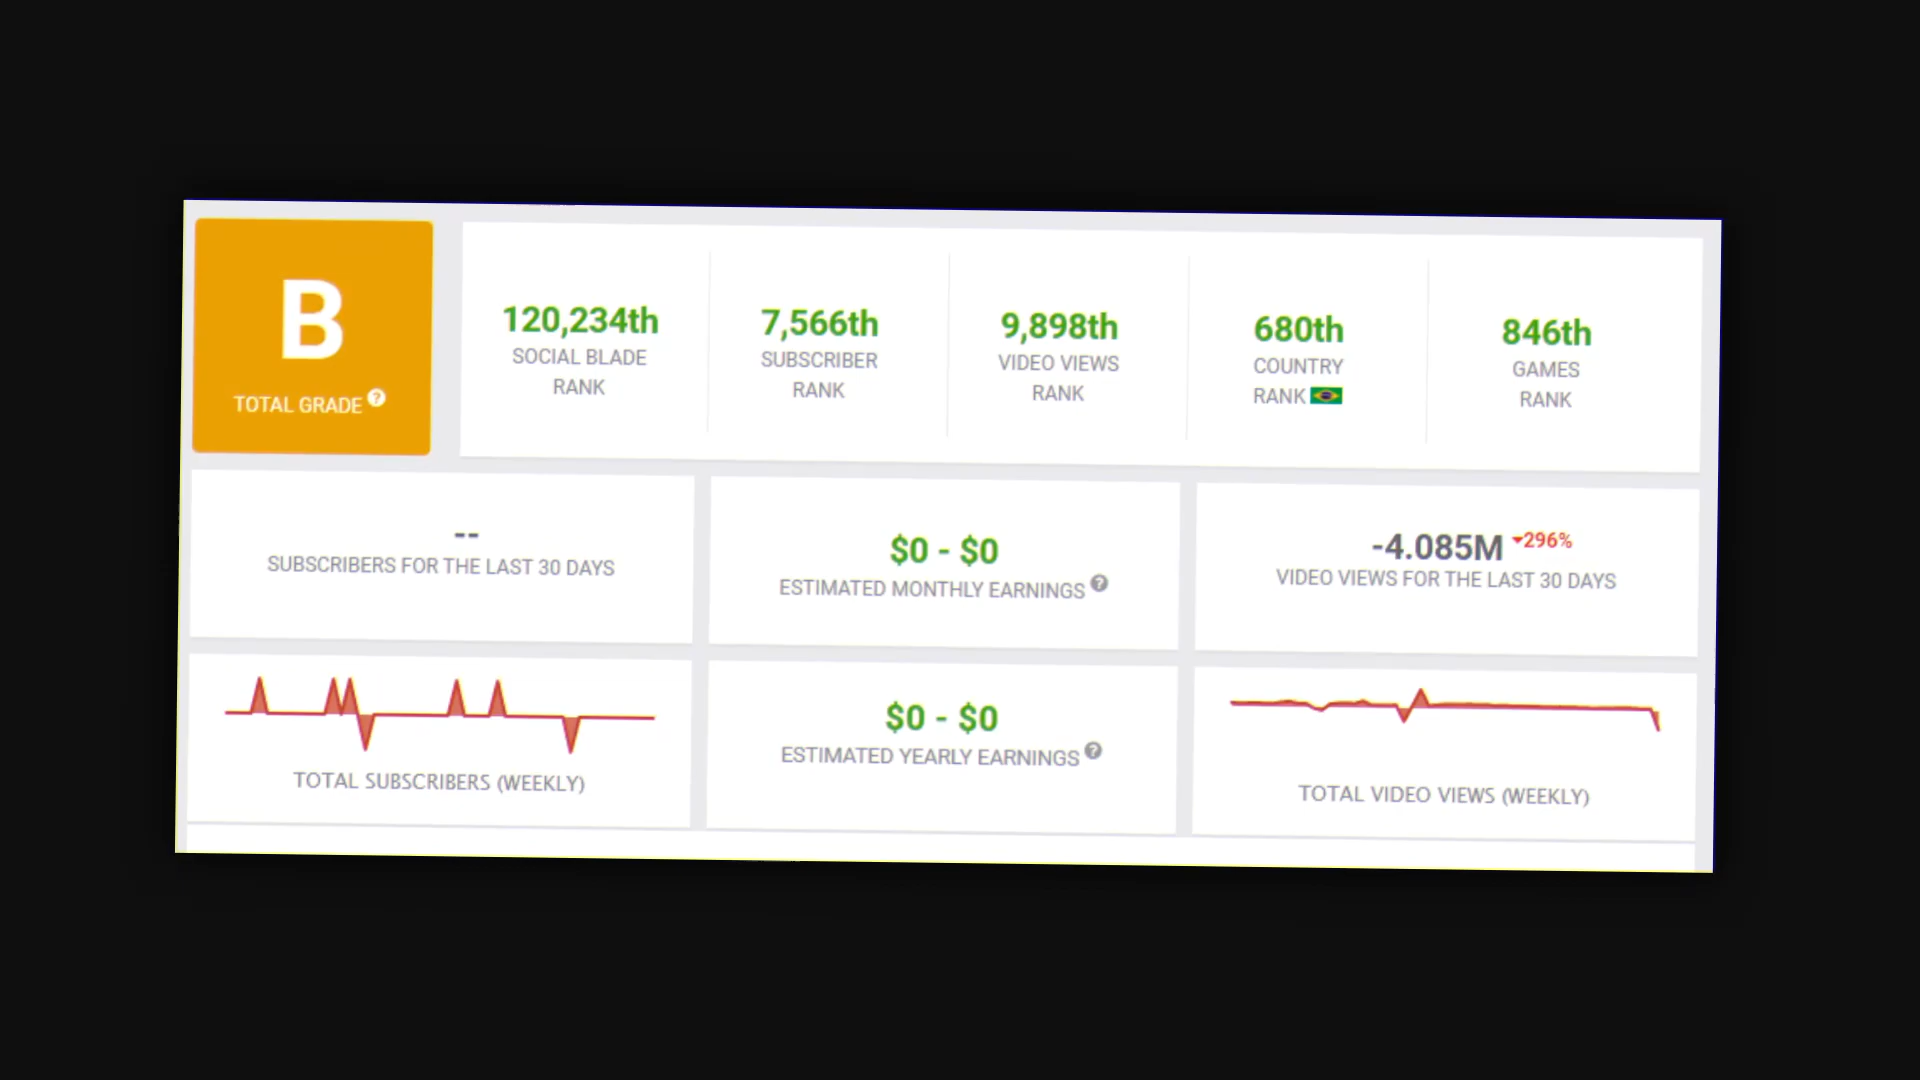 B
TOTAL GRADE ?
120,234th
SOCIAL BLADE
RANK
7,566th
SUBSCRIBER
RANK
9,898th
VIDEO VIEWS
RANK
680th
COUNTRY
RANK
846th
GAMES
RANK
--
SUBSCRIBERS FOR THE LAST 30 DAYS
$0 - $0
ESTIMATED MONTHLY EARNINGS ?
-4.085M 296%
VIDEO VIEWS FOR THE LAST 30 DAYS
TOTAL SUBSCRIBERS (WEEKLY)
$0 - $0
ESTIMATED YEARLY EARNINGS ?
TOTAL VIDEO VIEWS (WEEKLY)